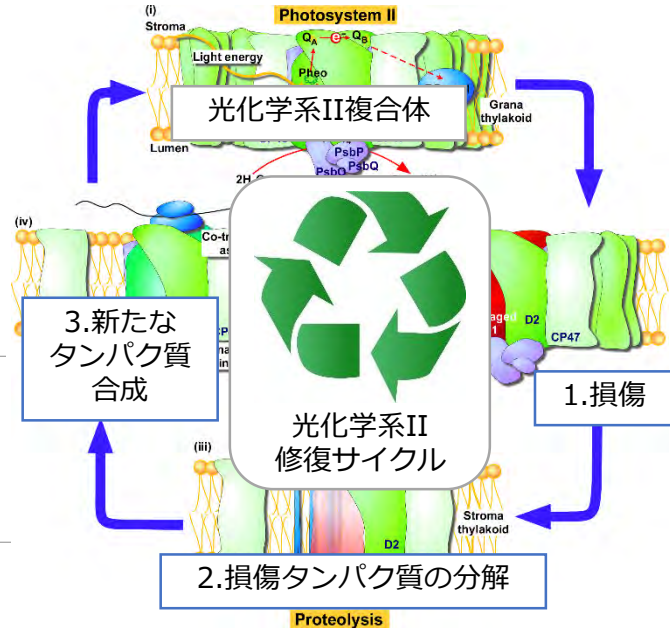 Photosystem II
(i)
Stroma
QA e- QB
Light energy
Pheo
光化学系II複合体
Grana
thylakoid
Lumen
PsbP
PsbQ
PsbO
(iv)
D2
CP47
3.新たな
タンパク質
合成
1.損傷
光化学系II
修復サイクル
(iii)
Stroma
thylakoid
D2
2.損傷タンパク質の分解
Proteolysis